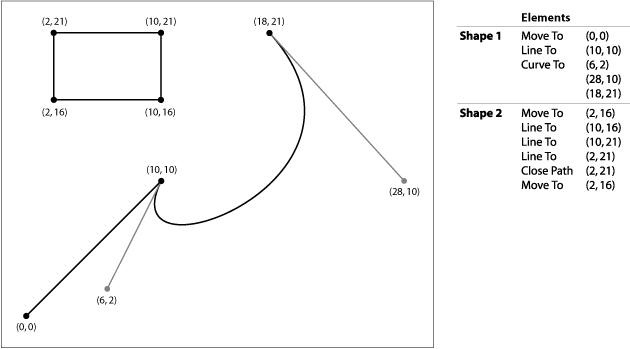 (2, 21)
(10, 21)
(18, 21)
(2, 16)
(10, 16)
(10, 10)
(28, 10)
(6, 2)
(0, 0)
Elements
Shape 1 Move To (0, 0)
Line To (10, 10)
Curve To (6, 2)
(28, 10)
(18, 21)
Shape 2 Move To (2, 16)
Line To (10, 16)
Line To (10, 21)
Line To (2, 21)
Close Path (2, 21)
Move To (2, 16)